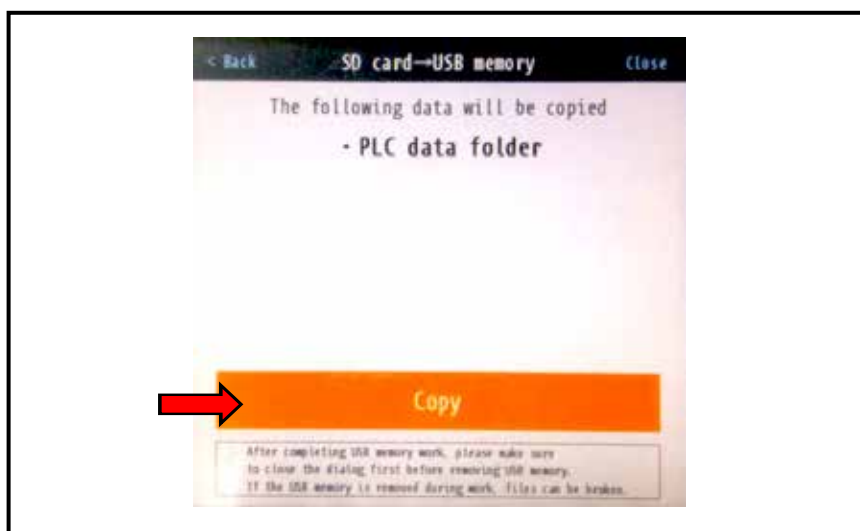 < Back SD card→USB memory Close
The following data will be copied
・PLC data folder
Copy
After completing USB memory work, please make sure
to close the dialog first before removing USB memory.
If the USB memory is removed during work, files can be broken.